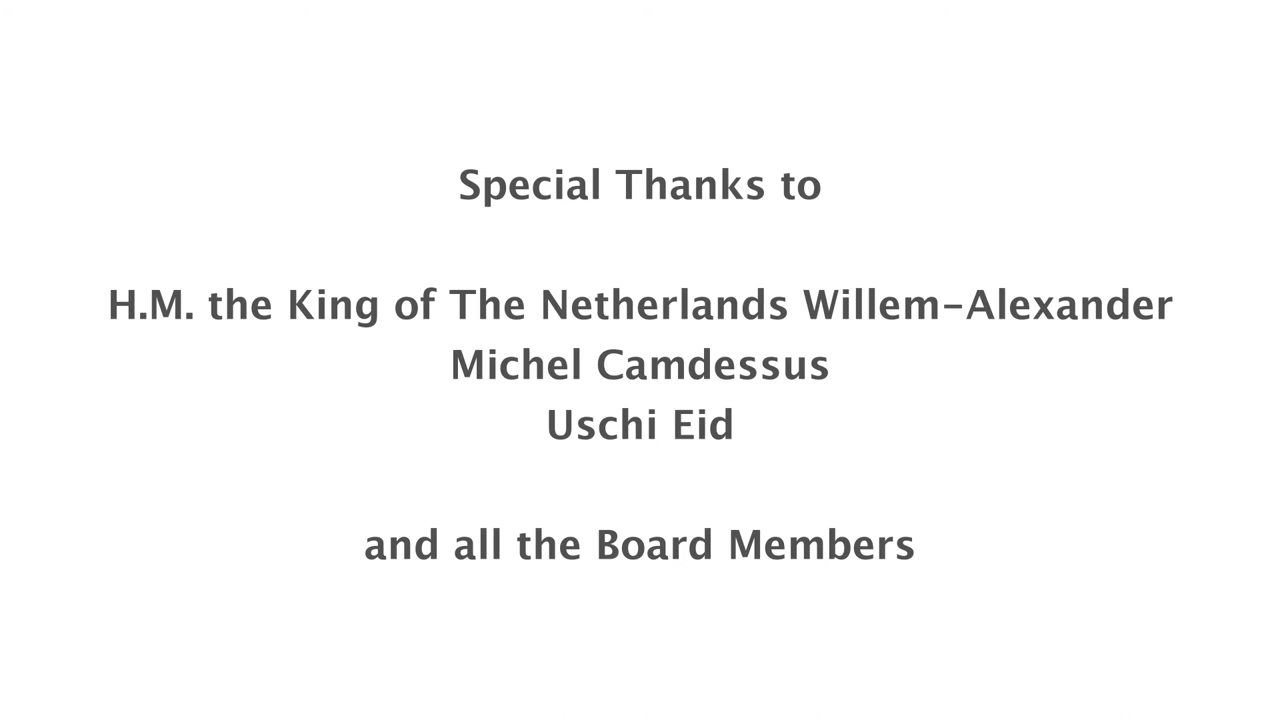 Special Thanks to
H.M. the King of The Netherlands Willem-Alexander
Michel Camdessus
Uschi Eid
and all the Board Members